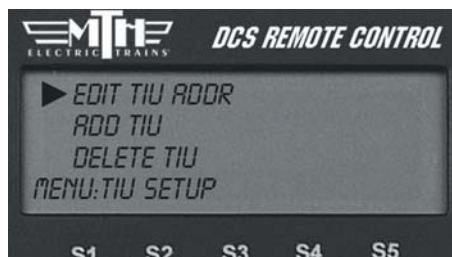 MTH
ELECTRIC TRAINS
DCS REMOTE CONTROL
EDIT TIU ADDR
ADD TIU
DELETE TIU
MENU:TIU SETUP
S1 S2 S3 S4 S5